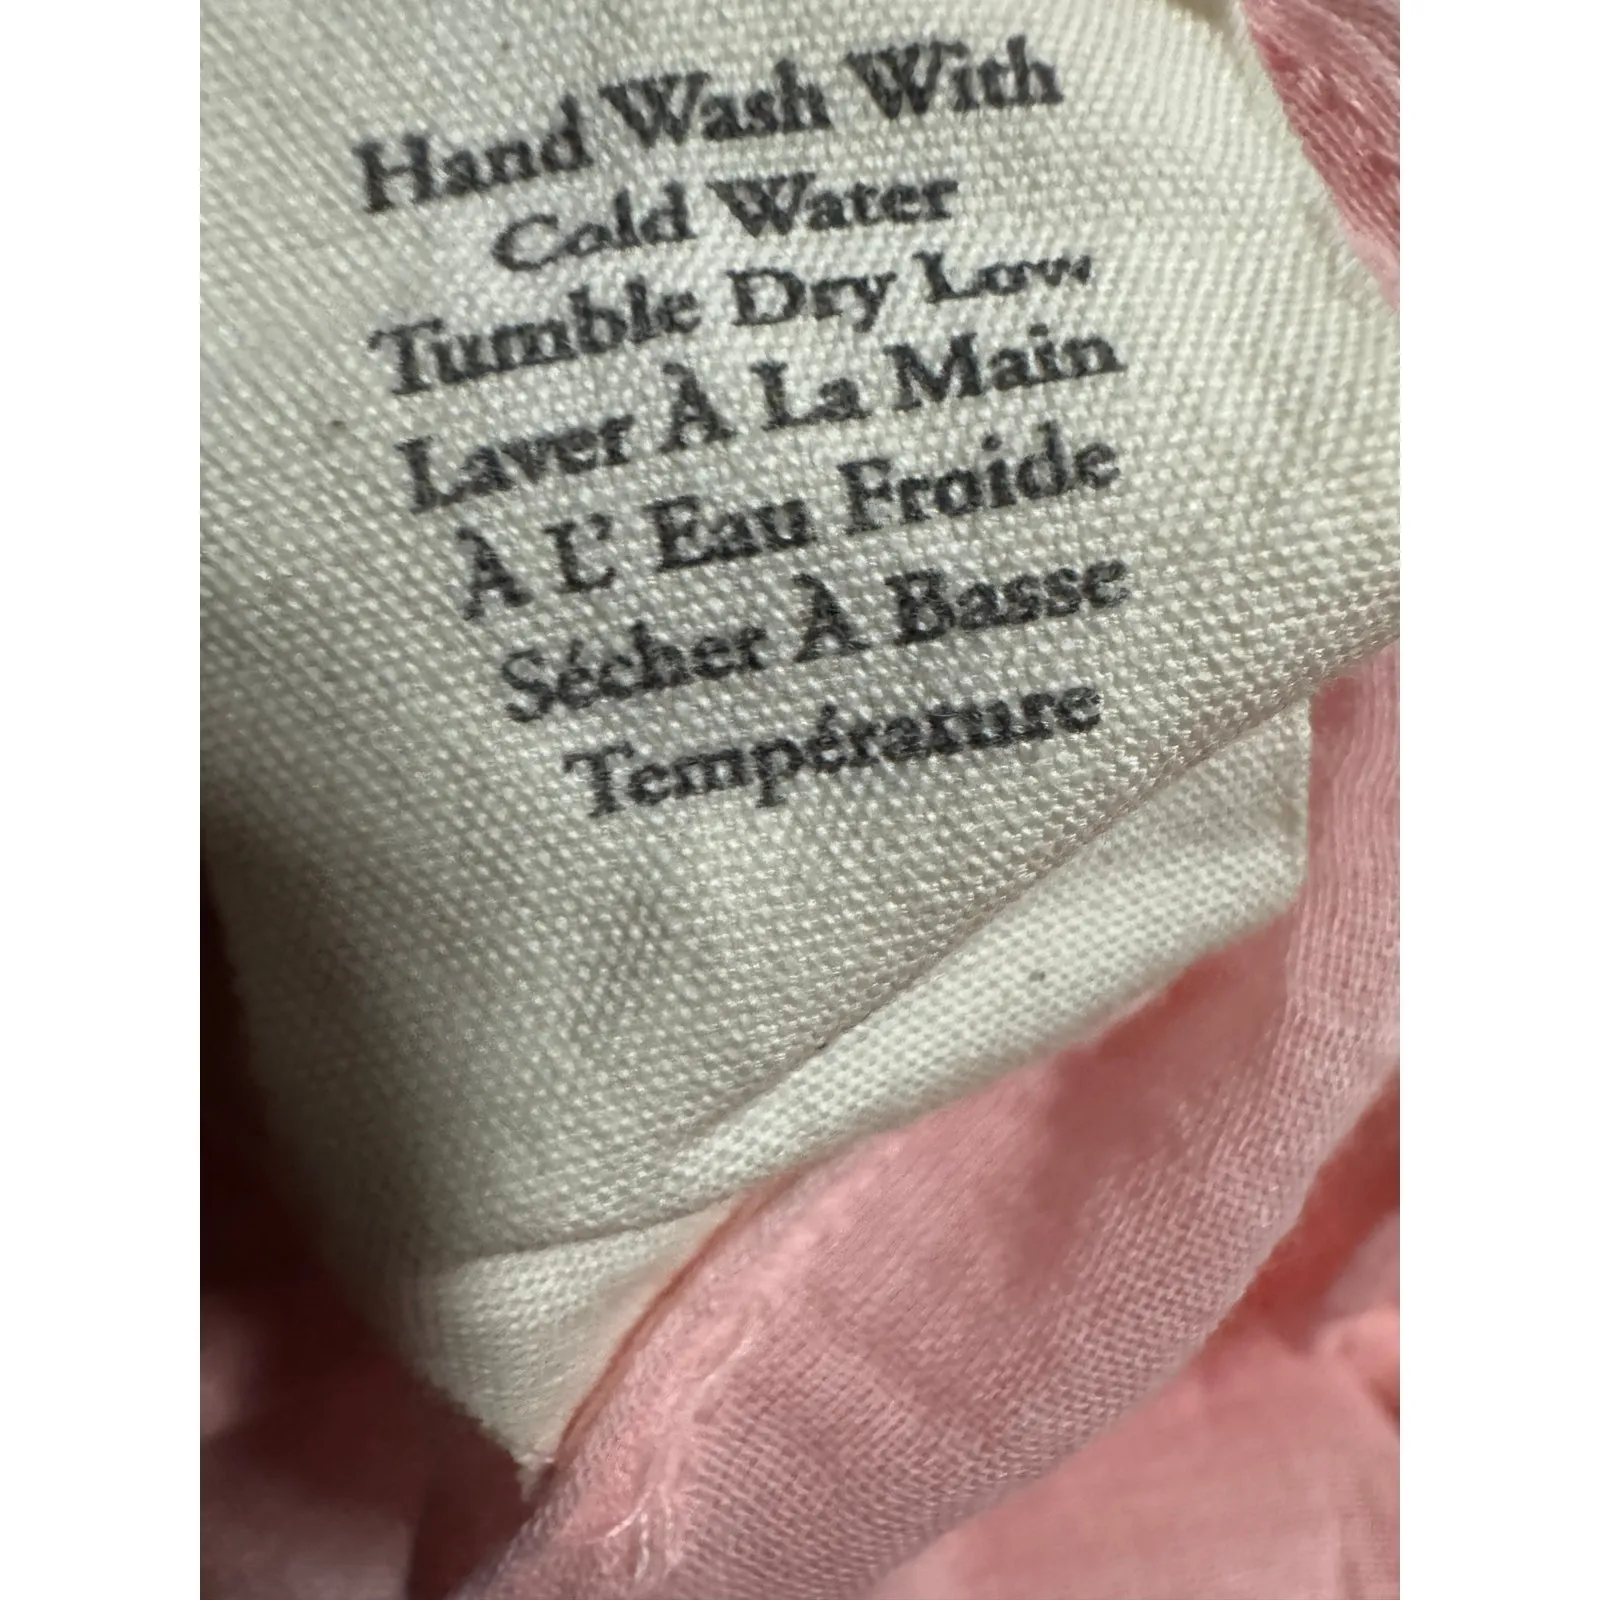 Hand Wash With
Cold Water
Tumble Dry Low
Laver À La Main
À L' Eau Froide
Sécher À Basse
Température